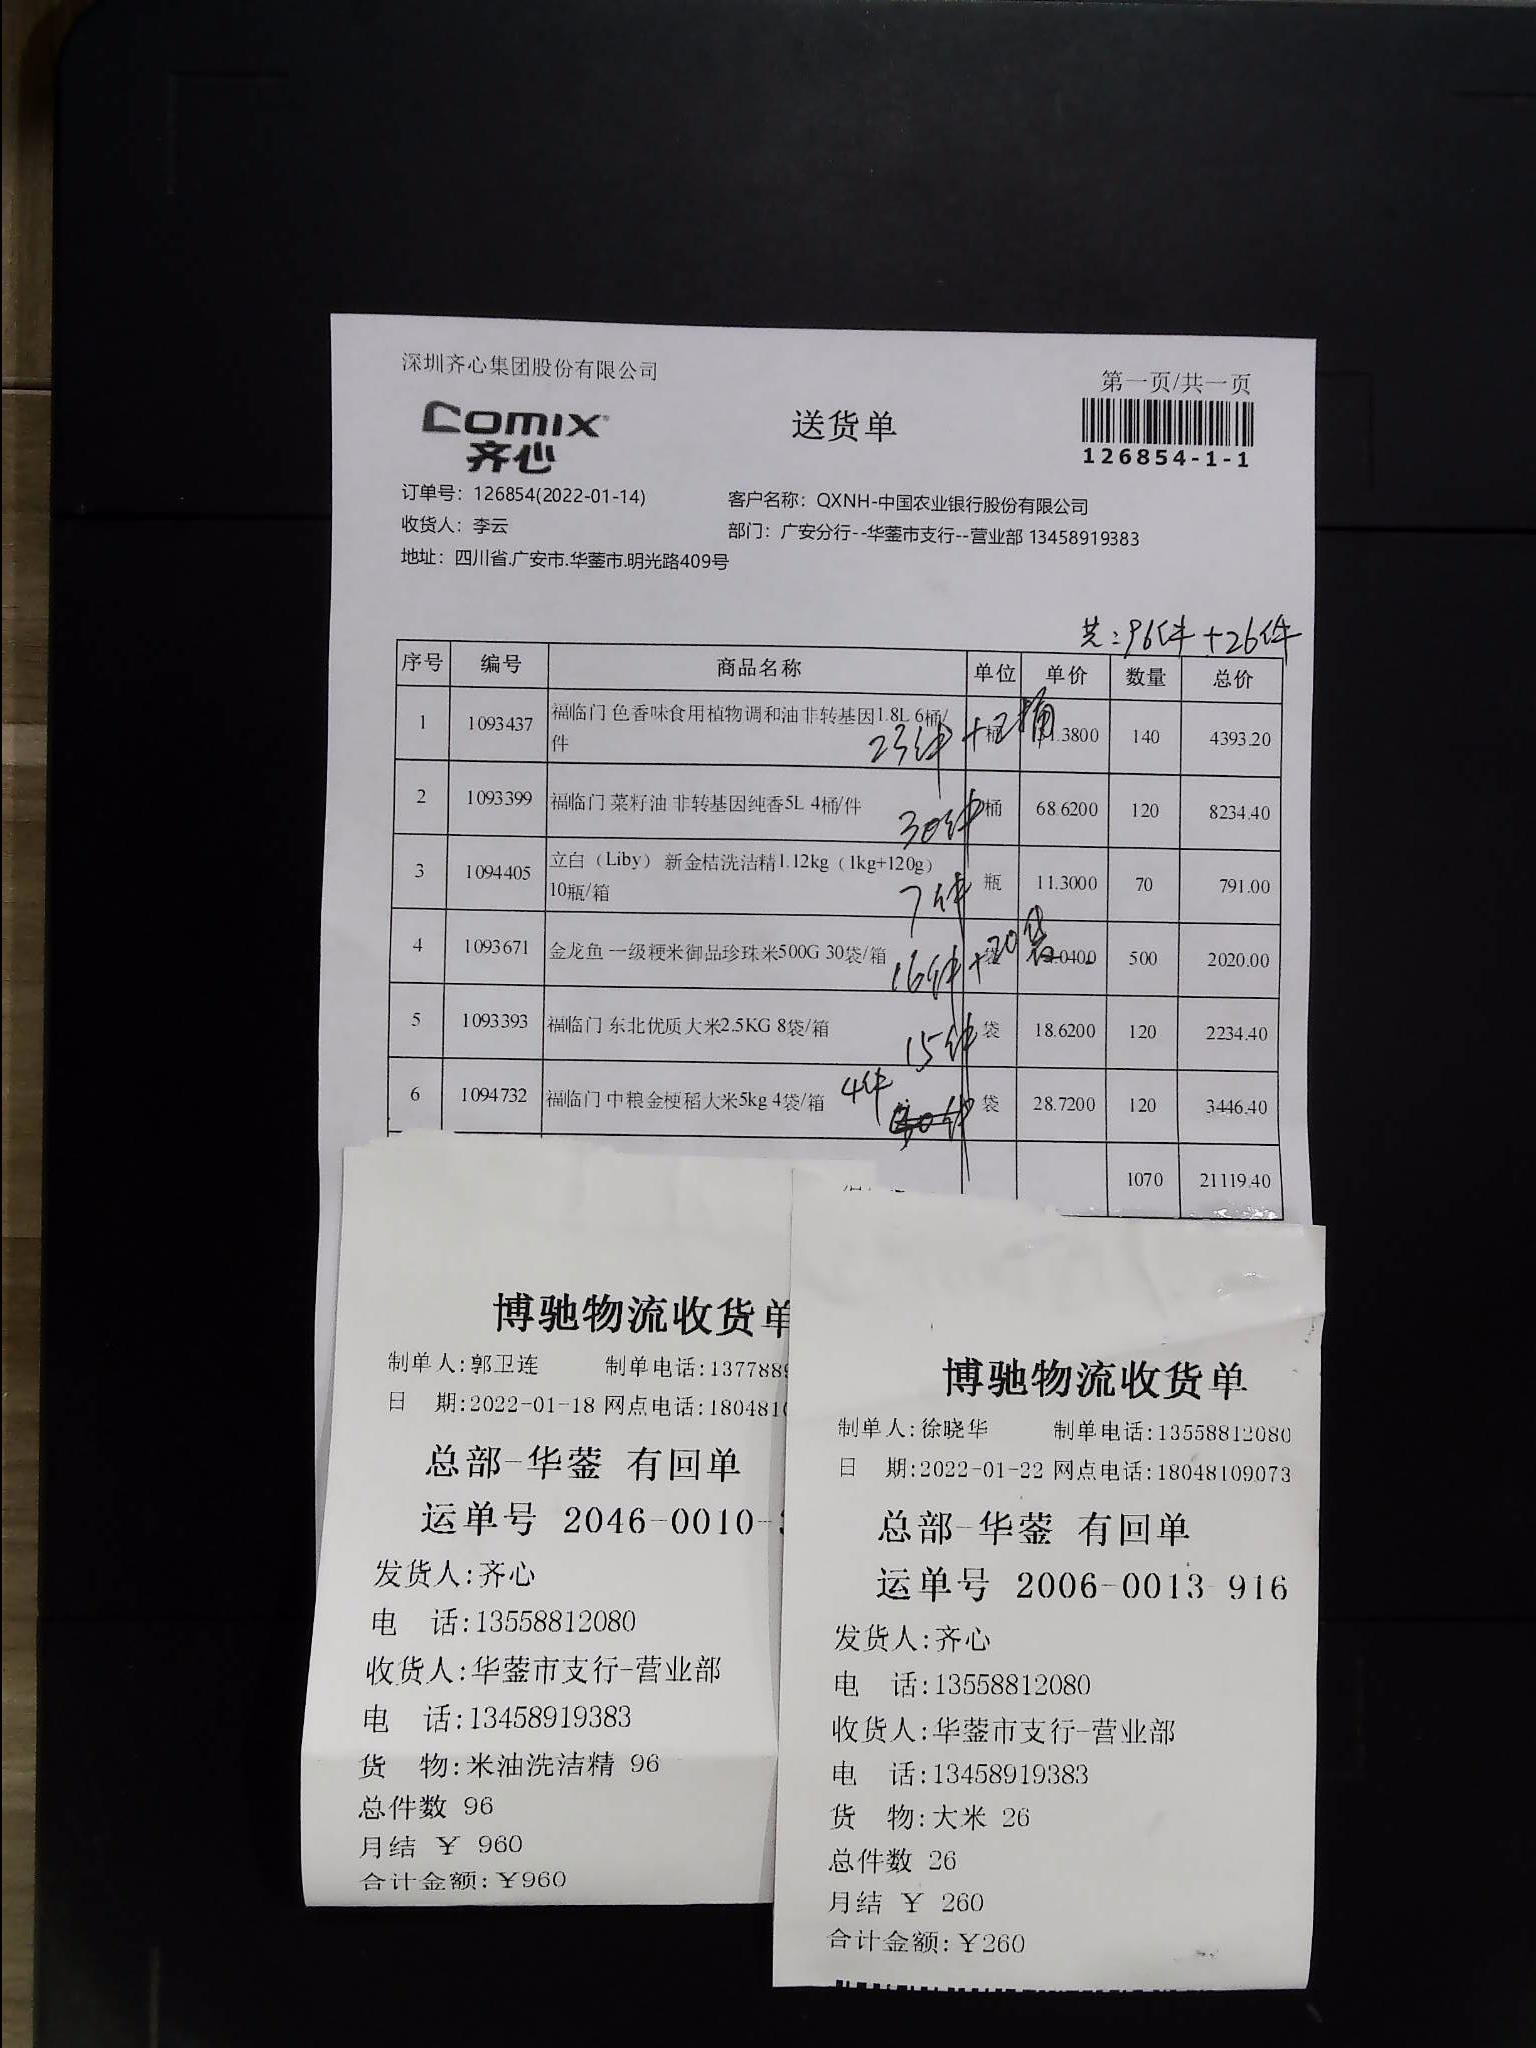 深圳齐心集团股份有限公司
第一页/共一页
COMIX
齐心
送货单
126854-1-1
订单号：126854(2022-01-14)
客户名称：QXNH-中国农业银行股份有限公司
收货人：李云
部门：广安分行--华蓥市支行--营业部 13458919383
地址：四川省.广安市.华蓥市.明光路409号
共：96件+26件
序号 编号 商品名称 单位 单价 数量 总价
1 1093437 福临门 色香味食用植物调和油非转基因1.8L 6桶/件 桶 .3800 140 4393.20
23件+2桶
2 1093399 福临门 菜籽油 非转基因纯香5L 4桶/件 桶 68.6200 120 8234.40
30件
3 1094405 立白（Liby） 新金桔洗洁精1.12kg（1kg+120g）10瓶/箱 瓶 11.3000 70 791.00
7件
4 1093671 金龙鱼 一级粳米御品珍珠米500G 30袋/箱 袋 .0400 500 2020.00
16件+20袋
5 1093393 福临门 东北优质大米2.5KG 8袋/箱 袋 18.6200 120 2234.40
15件
6 1094732 福临门 中粮金梗稻大米5kg 4袋/箱 袋 28.7200 120 3446.40
4件
1070 21119.40
博驰物流收货单
制单人:郭卫连 制单电话:1377889
日 期:2022-01-18 网点电话:1804810
总部-华蓥 有回单
运单号 2046-0010-
发货人:齐心
电 话:13558812080
收货人:华蓥市支行-营业部
电 话:13458919383
货 物:米油洗洁精 96
总件数 96
月结 ￥ 960
合计金额:￥960
博驰物流收货单
制单人:徐晓华 制单电话:13558812080
日 期:2022-01-22 网点电话:18048109073
总部-华蓥 有回单
运单号 2006-0013 916
发货人:齐心
电 话:13558812080
收货人:华蓥市支行-营业部
电 话:13458919383
货 物:大米 26
总件数 26
月结 ￥ 260
合计金额:￥260